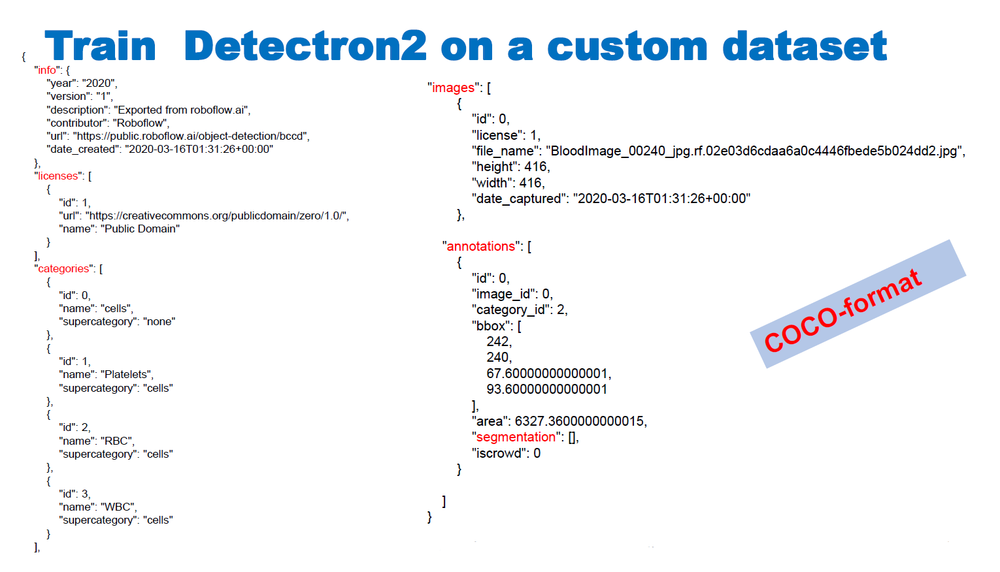 Train  Detectron2 on a custom dataset
{
"info": {
"year": "2020",
"version": "1",
"description": "Exported from roboflow.ai",
"contributor": "Roboflow",
"url": "https://public.roboflow.ai/object-detection/bccd",
"date_created": "2020-03-16T01:31:26+00:00"
},
"licenses": [
{
"id": 1,
"url": "https://creativecommons.org/publicdomain/zero/1.0/",
"name": "Public Domain"
}
],
"categories": [
{
"id": 0,
"name": "cells",
"supercategory": "none"
},
{
"id": 1,
"name": "Platelets",
"supercategory": "cells"
},
{
"id": 2,
"name": "RBC",
"supercategory": "cells"
},
{
"id": 3,
"name": "WBC",
"supercategory": "cells"
}
],
"images": [
{
"id": 0,
"license": 1,
"file_name": "BloodImage_00240_jpg.rf.02e03d6cdaa6a0c4446fbede5b024dd2.jpg",
"height": 416,
"width": 416,
"date_captured": "2020-03-16T01:31:26+00:00"
},
"annotations": [
{
"id": 0,
"image_id": 0,
"category_id": 2,
"bbox": [
242,
240,
67.60000000000001,
93.60000000000001
],
"area": 6327.3600000000015,
"segmentation": [],
"iscrowd": 0
}
]
}
COCO-format